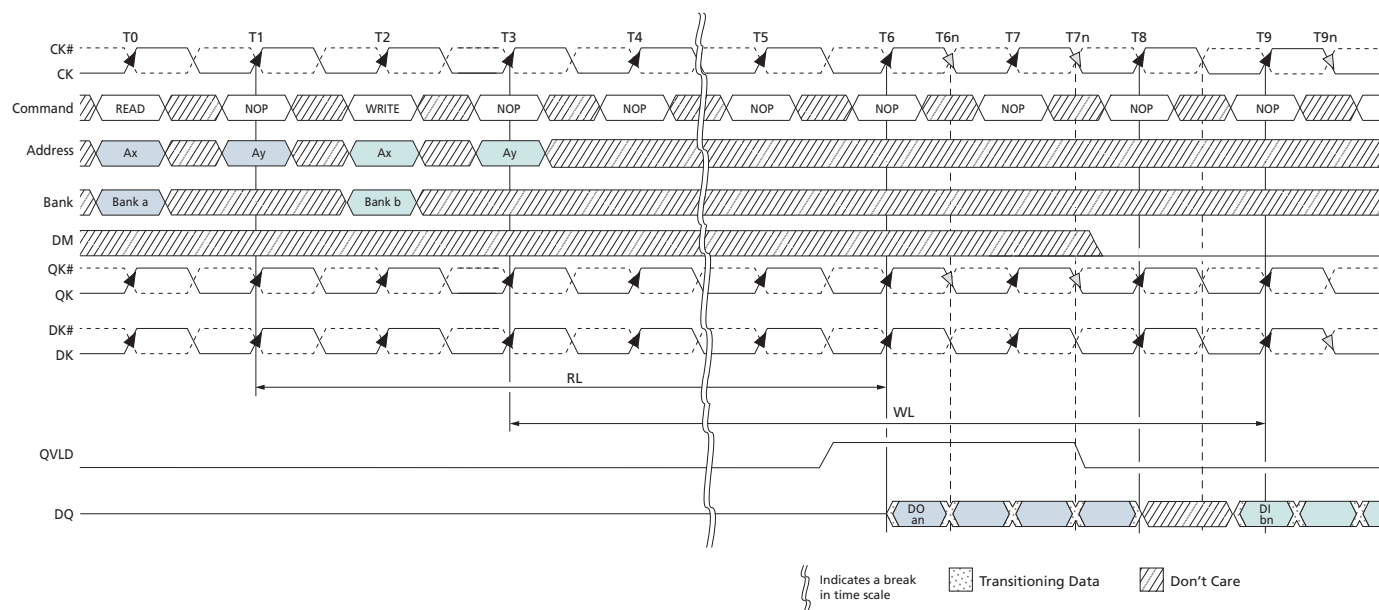 T0 T1 T2 T3 T4 T5 T6 T6n T7 T7n T8 T9 T9n
CK#
CK
Command READ NOP WRITE NOP NOP NOP NOP NOP NOP NOP
Address Ax Ay Ax Ay
Bank Bank a Bank b
DM
QK#
QK
DK#
DK
RL
WL
QVLD
DQ DO an DI bn
Indicates a break
in time scale
Transitioning Data
Don't Care